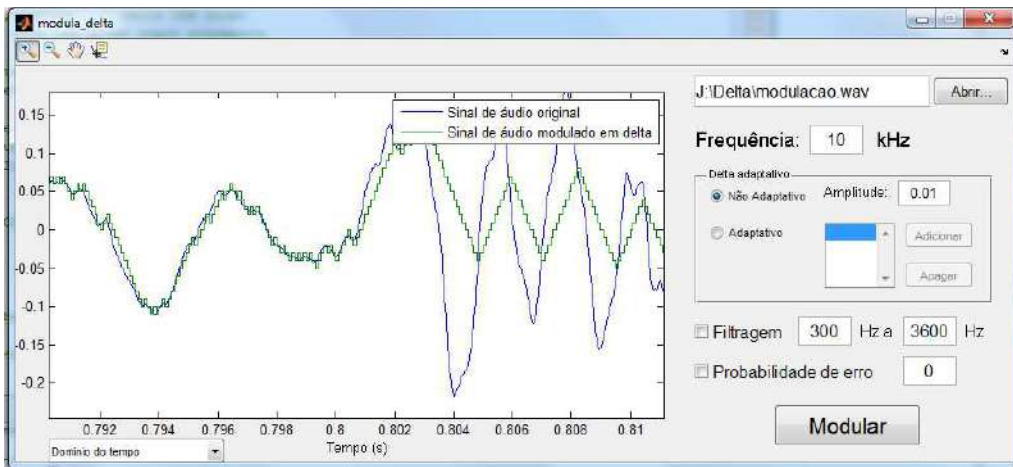 modula_delta
J:\Delta\modulacao.wav
Abrir...
Frequência: 10 kHz
Delta adaptativo
Não Adaptativo Amplitude: 0.01
Adaptativo
Adicionar
Apagar
Filtragem 300 Hz a 3600 Hz
Probabilidade de erro 0
Modular
Sinal de áudio original
Sinal de áudio modulado em delta
0.15
0.1
0.05
0
-0.05
-0.1
-0.15
-0.2
0.792 0.794 0.796 0.798 0.8 0.802 0.804 0.806 0.808 0.81
Tempo (s)
Domínio do tempo